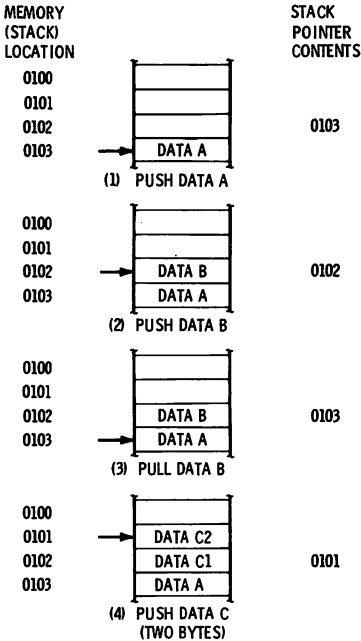 MEMORY
(STACK)
LOCATION
STACK
POINTER
CONTENTS
0100
0101
0102
0103
0103
DATA A
(1) PUSH DATA A
0100
0101
0102
DATA B
0102
0103
DATA A
(2) PUSH DATA B
0100
0101
0102
DATA B
0103
0103
DATA A
(3) PULL DATA B
0100
0101
DATA C2
0102
DATA C1
0101
0103
DATA A
(4) PUSH DATA C
(TWO BYTES)